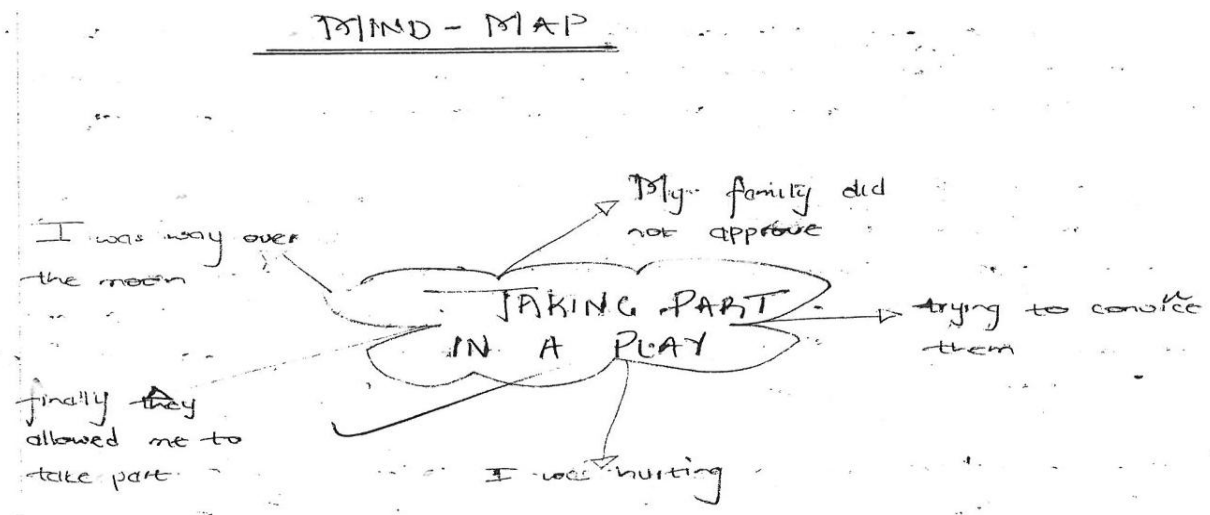 MIND - MAP
My family did
not approve
I was way over
the moon
TAKING PART
IN A PLAY
trying to convince
them
finally they
allowed me to
take part
I was hurting